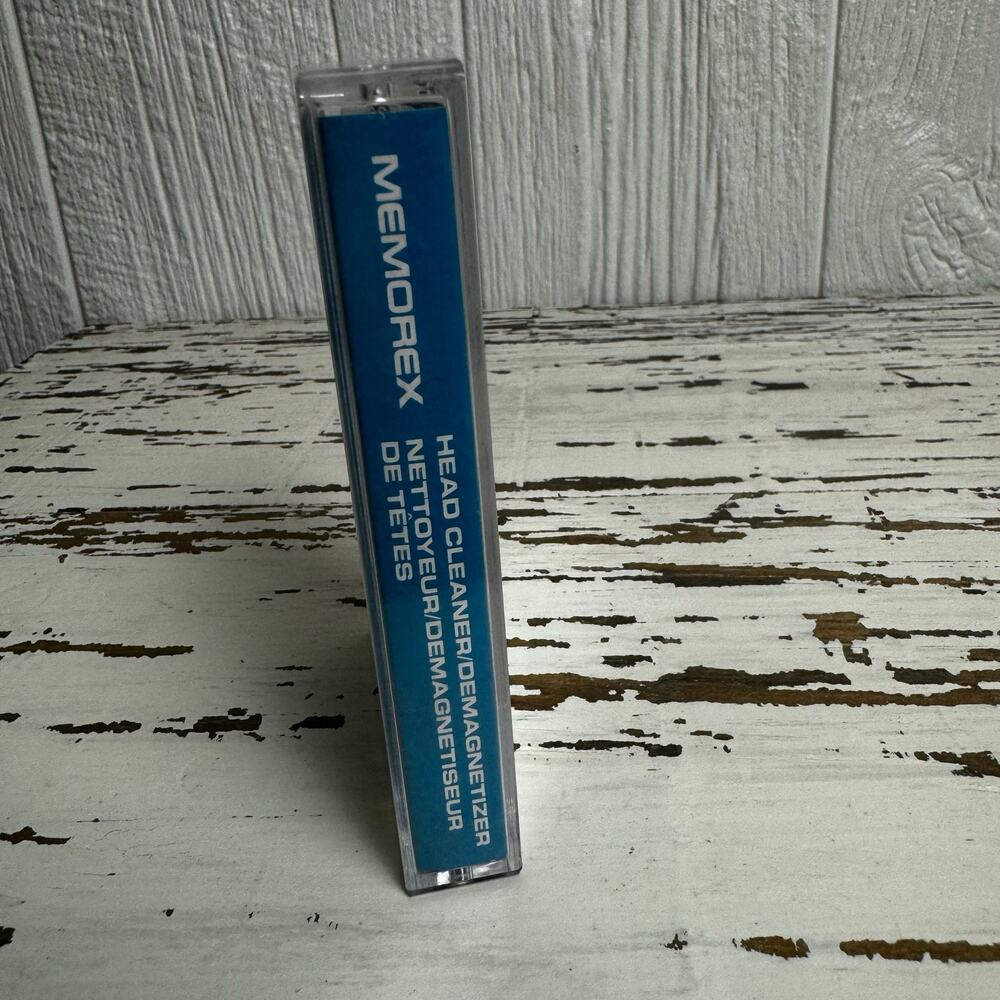 MEMOREX
HEAD CLEANER/DEMAGNETIZER
NETTOYEUR/DEMAGNETISEUR
DE TÊTES